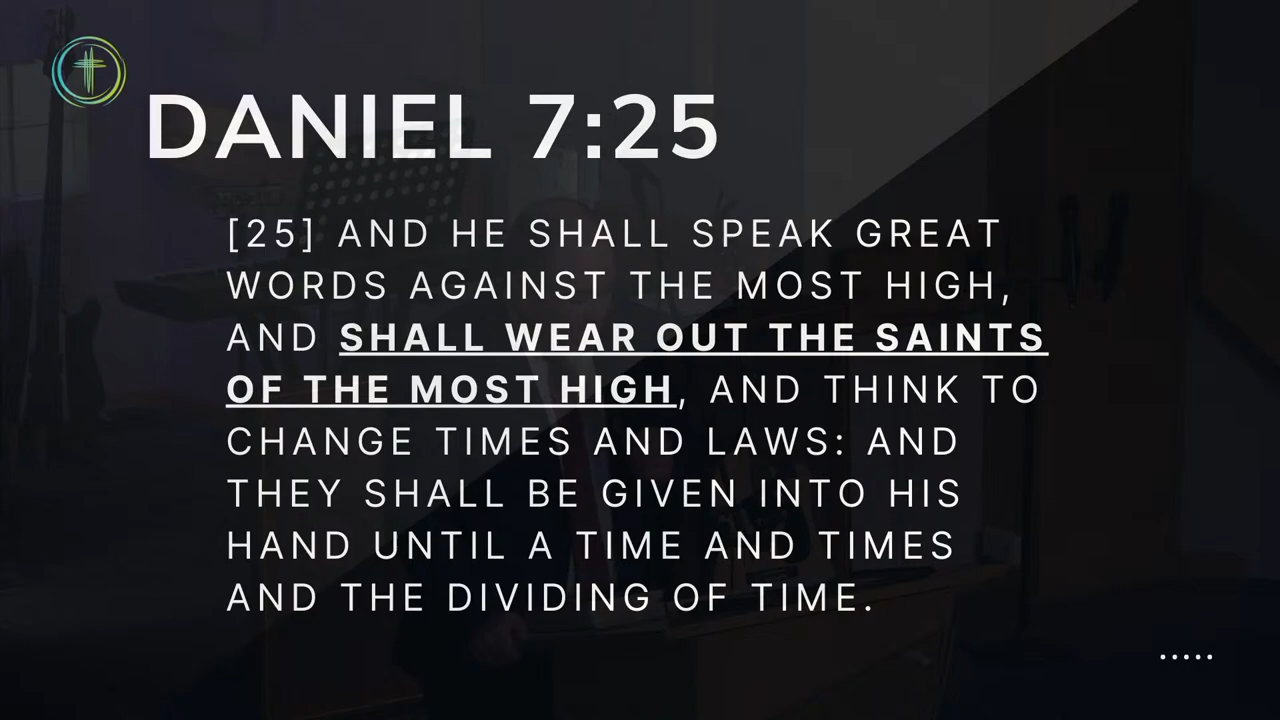 DANIEL 7:25
[25] AND HE SHALL SPEAK GREAT
WORDS AGAINST THE MOST HIGH,
AND SHALL WEAR OUT THE SAINTS
OF THE MOST HIGH, AND THINK TO
CHANGE TIMES AND LAWS: AND
THEY SHALL BE GIVEN INTO HIS
HAND UNTIL A TIME AND TIMES
AND THE DIVIDING OF TIME.
.....